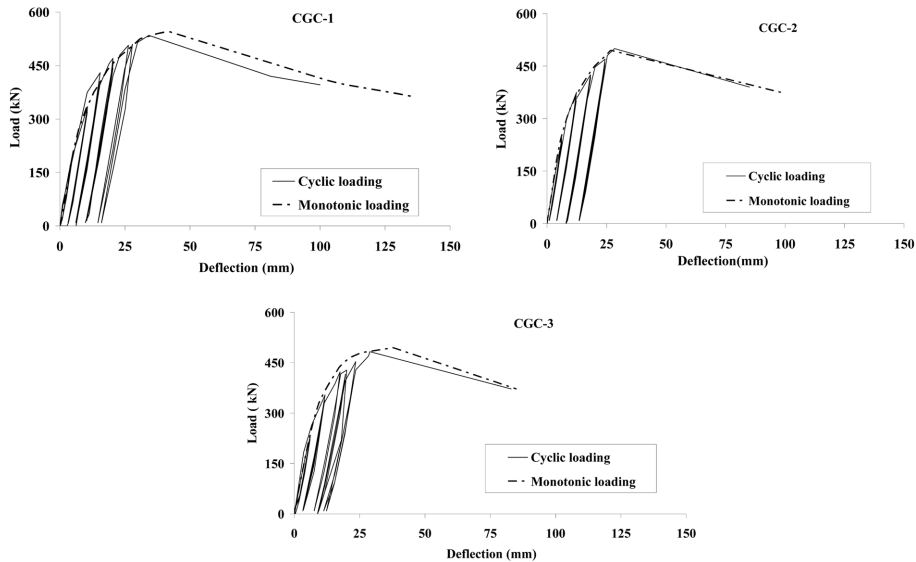 CGC-1
600
450
300
150
0
Load (kN)
Cyclic loading
Monotonic loading
0 25 50 75 100 125 150
Deflection (mm)
CGC-2
600
450
300
150
0
Load (kN)
Cyclic loading
Monotonic loading
0 25 50 75 100 125 150
Deflection(mm)
CGC-3
600
450
300
150
0
Load ( kN)
Cyclic loading
Monotonic loading
0 25 50 75 100 125 150
Deflection (mm)